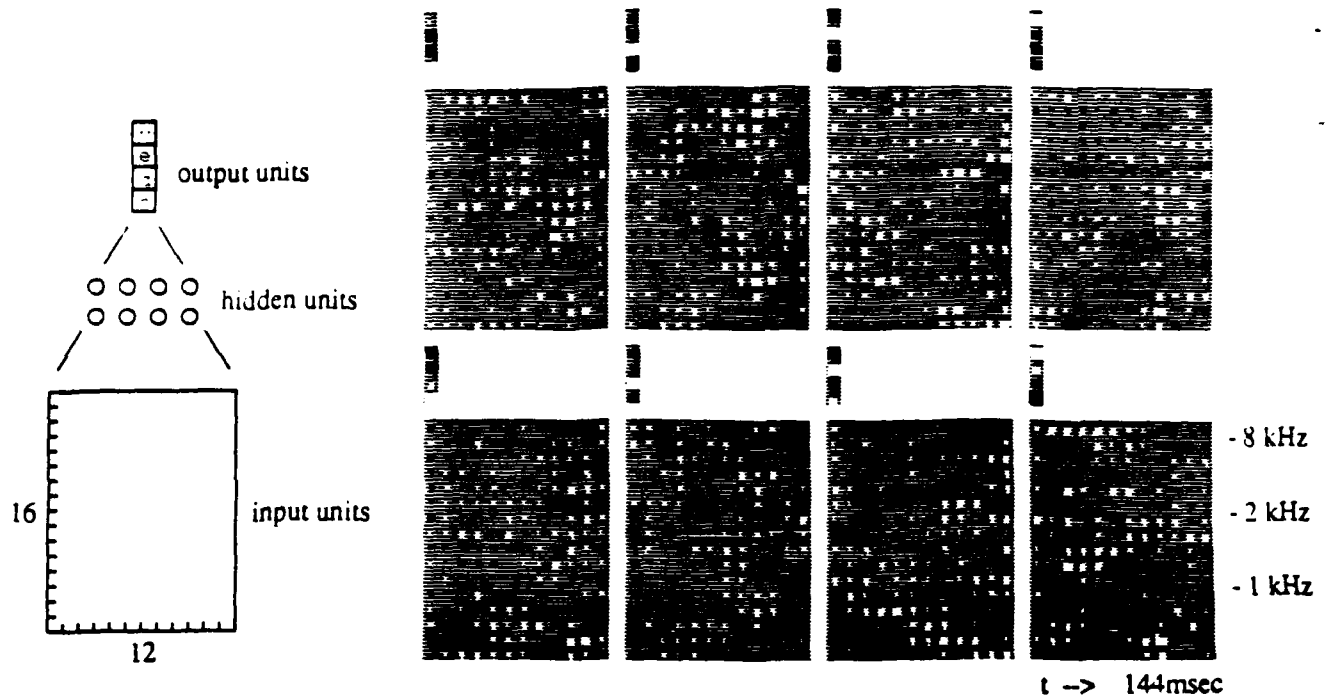 output units
hidden units
16
input units
12
- 8 kHz
- 2 kHz
- 1 kHz
t --> 144msec